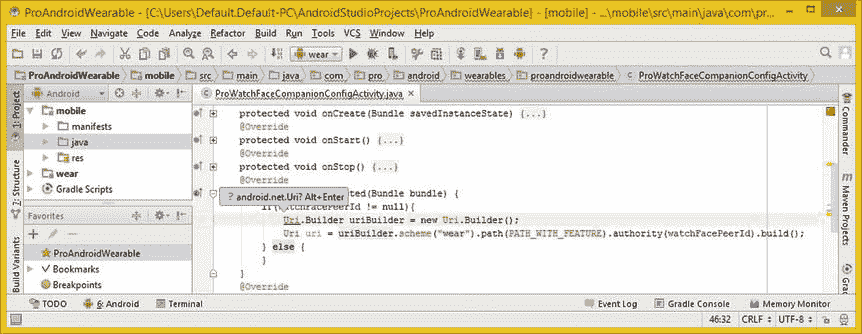 ProAndroidWearable - [C:\Users\Default.Default-PC\AndroidStudioProjects\ProAndroidWearable] - [mobile] - ...\mobile\src\main\java\com\pr...
File Edit View Navigate Code Analyze Refactor Build Run Tools VCS Window Help
wear
ProAndroidWearable mobile src main java com pro android wearables proandroidwearable ProWatchFaceCompanionConfigActivity
Android
ProWatchFaceCompanionConfigActivity.java
1: Project
mobile
manifests
java
res
wear
Gradle Scripts
7: Structure
Favorites
ProAndroidWearable
Bookmarks
Breakpoints
2: Favorites
Build Variants
protected void onCreate(Bundle savedInstanceState) {...}
@Override
protected void onStart() {...}
@Override
protected void onStop() {...}
@Override
? android.net.Uri? Alt+Enter
ted(Bundle bundle) {
PeerId != null){
Uri.Builder uriBuilder = new Uri.Builder();
Uri uri = uriBuilder.scheme("wear").path(PATH_WITH_FEATURE).authority(watchFacePeerId).build();
} else {
}
}
@Override
Commander
Maven Projects
TODO 6: Android Terminal Event Log Gradle Console Memory Monitor
46:32 CRLF UTF-8